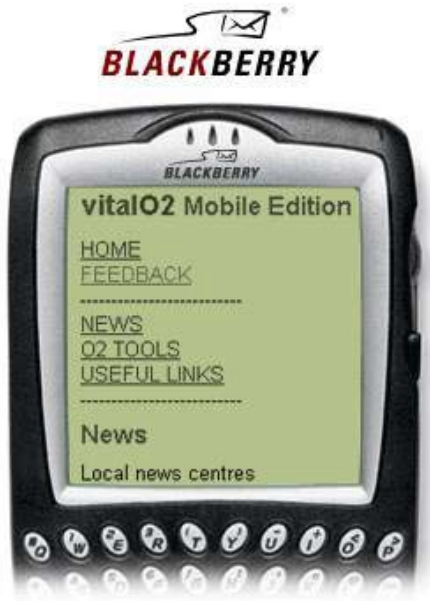 BLACKBERRY
BLACKBERRY
vitalO2 Mobile Edition
HOME
FEEDBACK
--------------------------
NEWS
O2 TOOLS
USEFUL LINKS
--------------------------
News
Local news centres
Q W E R T Y U I O P